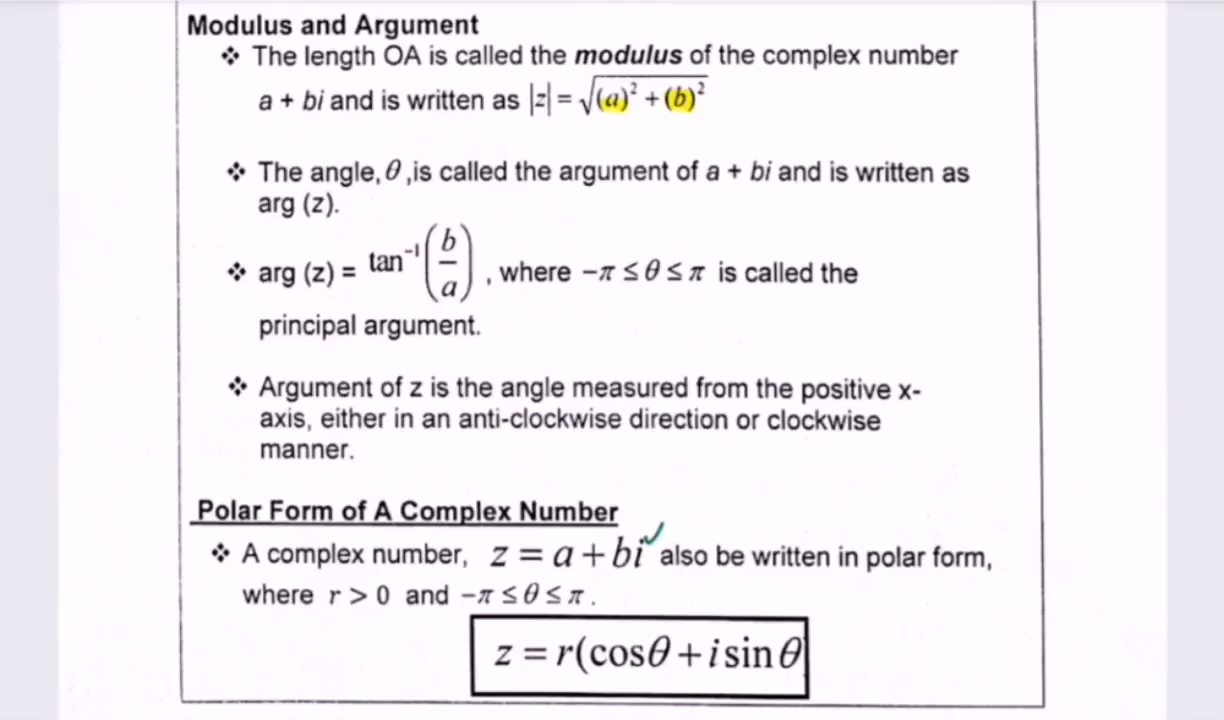 Modulus and Argument
❖ The length OA is called the modulus of the complex number
a + bi and is written as |z| = √((a)² + (b)²)
❖ The angle, θ ,is called the argument of a + bi and is written as
arg (z).
❖ arg (z) = tan⁻¹(b/a) , where −π ≤ θ ≤ π is called the
principal argument.
❖ Argument of z is the angle measured from the positive x-
axis, either in an anti-clockwise direction or clockwise
manner.
Polar Form of A Complex Number
❖ A complex number, z = a + bi also be written in polar form,
where r > 0 and −π ≤ θ ≤ π .
z = r(cosθ + i sin θ